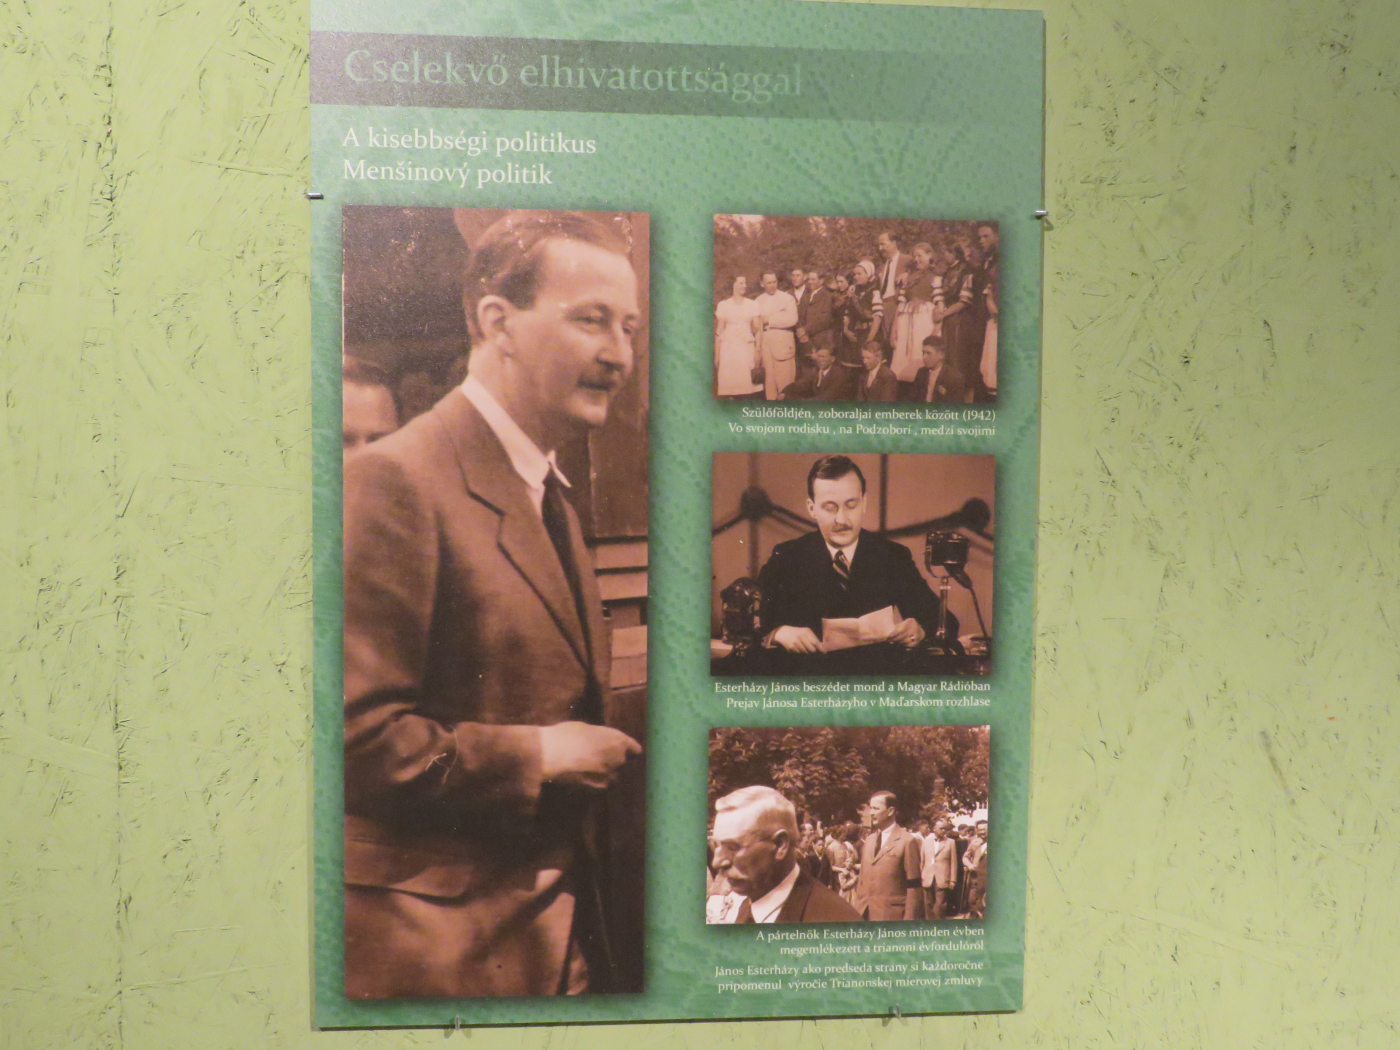 Cselekvő elhivatottsággal
A kisebbségi politikus
Menšinový politik
Szülőföldjén, zoboraljai emberek között (1942)
Vo svojom rodisku , na Podzoborí , medzi svojimi
Esterházy János beszédet mond a Magyar Rádióban
Prejav Jánosa Esterházyho v Maďarskom rozhlase
A pártelnök Esterházy János minden évben
megemlékezett a trianoni évfordulóról
János Esterházy ako predseda strany si každoročne
pripomenul výročie Trianonskej mierovej zmluvy